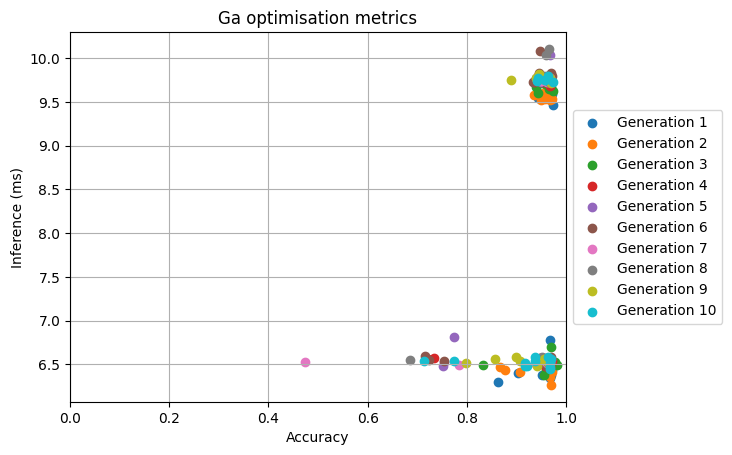 Ga optimisation metrics
Inference (ms)
10.0
9.5
9.0
8.5
8.0
7.5
7.0
6.5
0.0 0.2 0.4 0.6 0.8 1.0
Accuracy
Generation 1
Generation 2
Generation 3
Generation 4
Generation 5
Generation 6
Generation 7
Generation 8
Generation 9
Generation 10